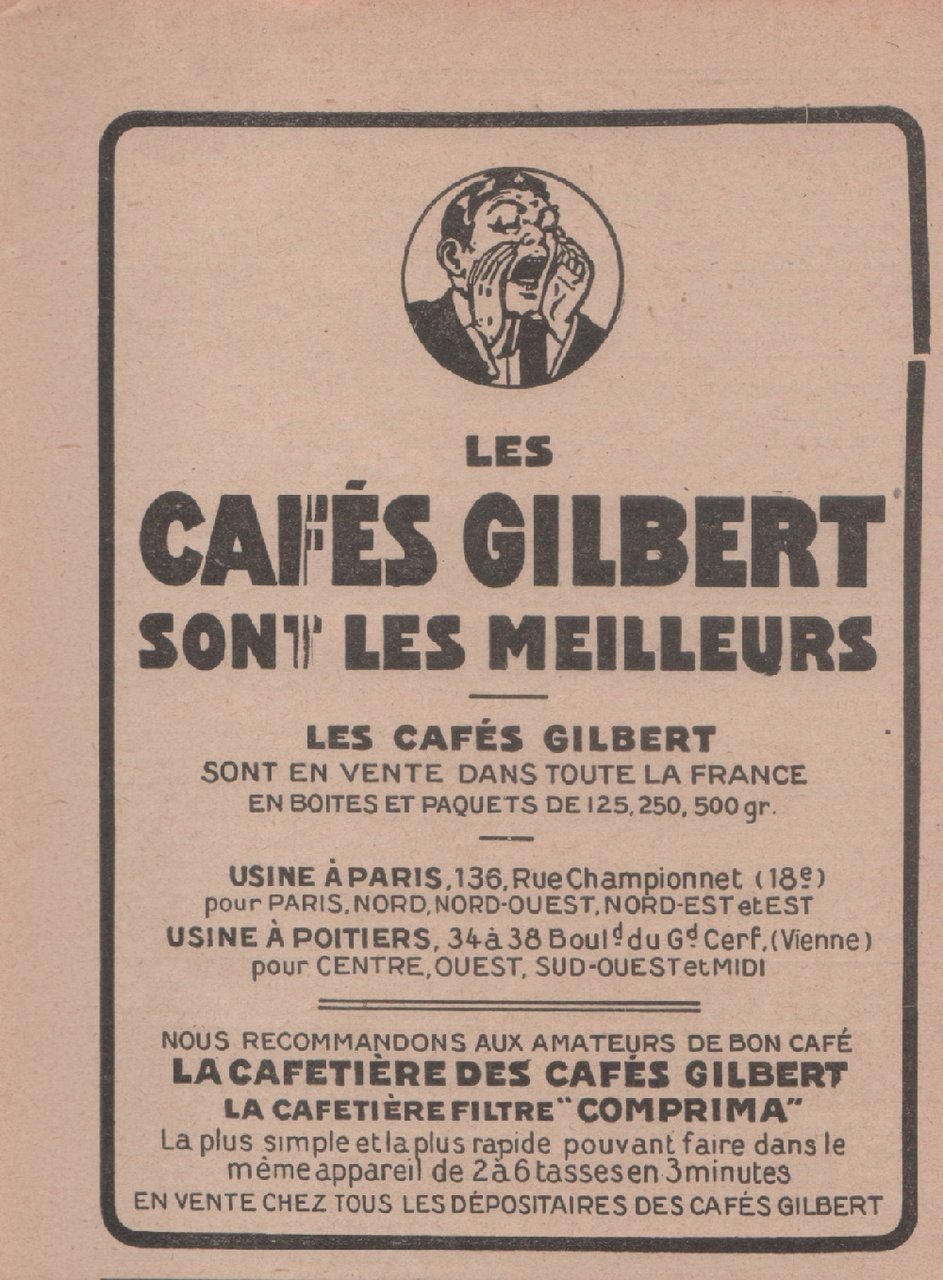 LES
CAFÉS GILBERT
SONT LES MEILLEURS
LES CAFÉS GILBERT
SONT EN VENTE DANS TOUTE LA FRANCE
EN BOITES ET PAQUETS DE 125, 250, 500 gr.
USINE À PARIS, 136, Rue Championnet (18e)
pour PARIS, NORD, NORD-OUEST, NORD-EST et EST
USINE À POITIERS, 34 à 38 Bould du Gd Cerf, (Vienne)
pour CENTRE, OUEST, SUD-OUEST et MIDI
NOUS RECOMMANDONS AUX AMATEURS DE BON CAFÉ
LA CAFETIÈRE DES CAFÉS GILBERT
LA CAFETIÈRE FILTRE "COMPRIMA"
La plus simple et la plus rapide pouvant faire dans le
même appareil de 2 à 6 tasses en 3 minutes
EN VENTE CHEZ TOUS LES DÉPOSITAIRES DES CAFÉS GILBERT